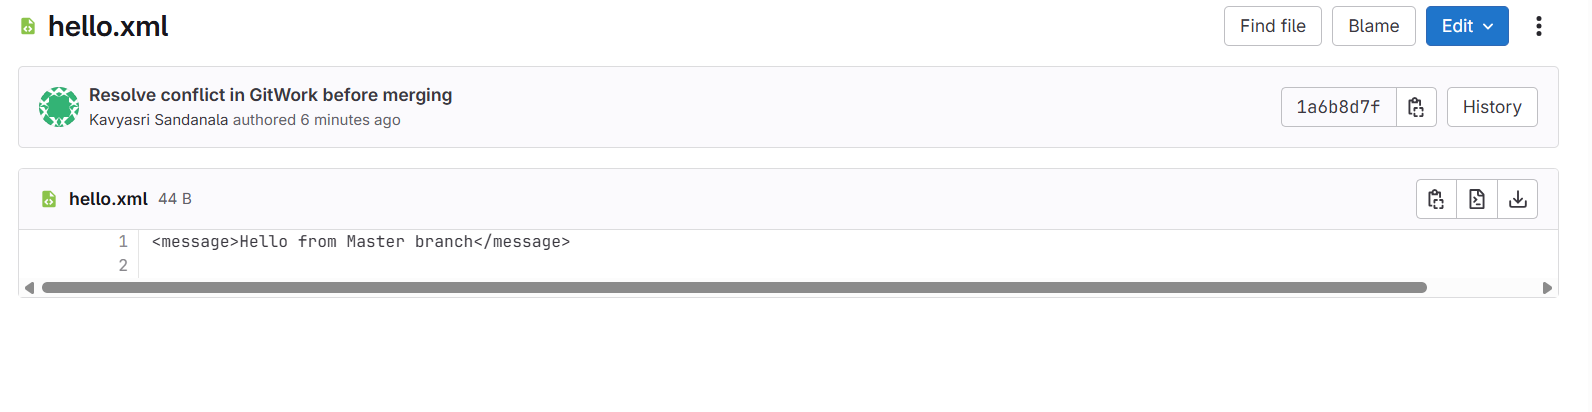 hello.xml
Find file
Blame
Edit
Resolve conflict in GitWork before merging
Kavyasri Sandanala authored 6 minutes ago
1a6b8d7f
History
hello.xml 44 B
1 <message>Hello from Master branch</message>
2